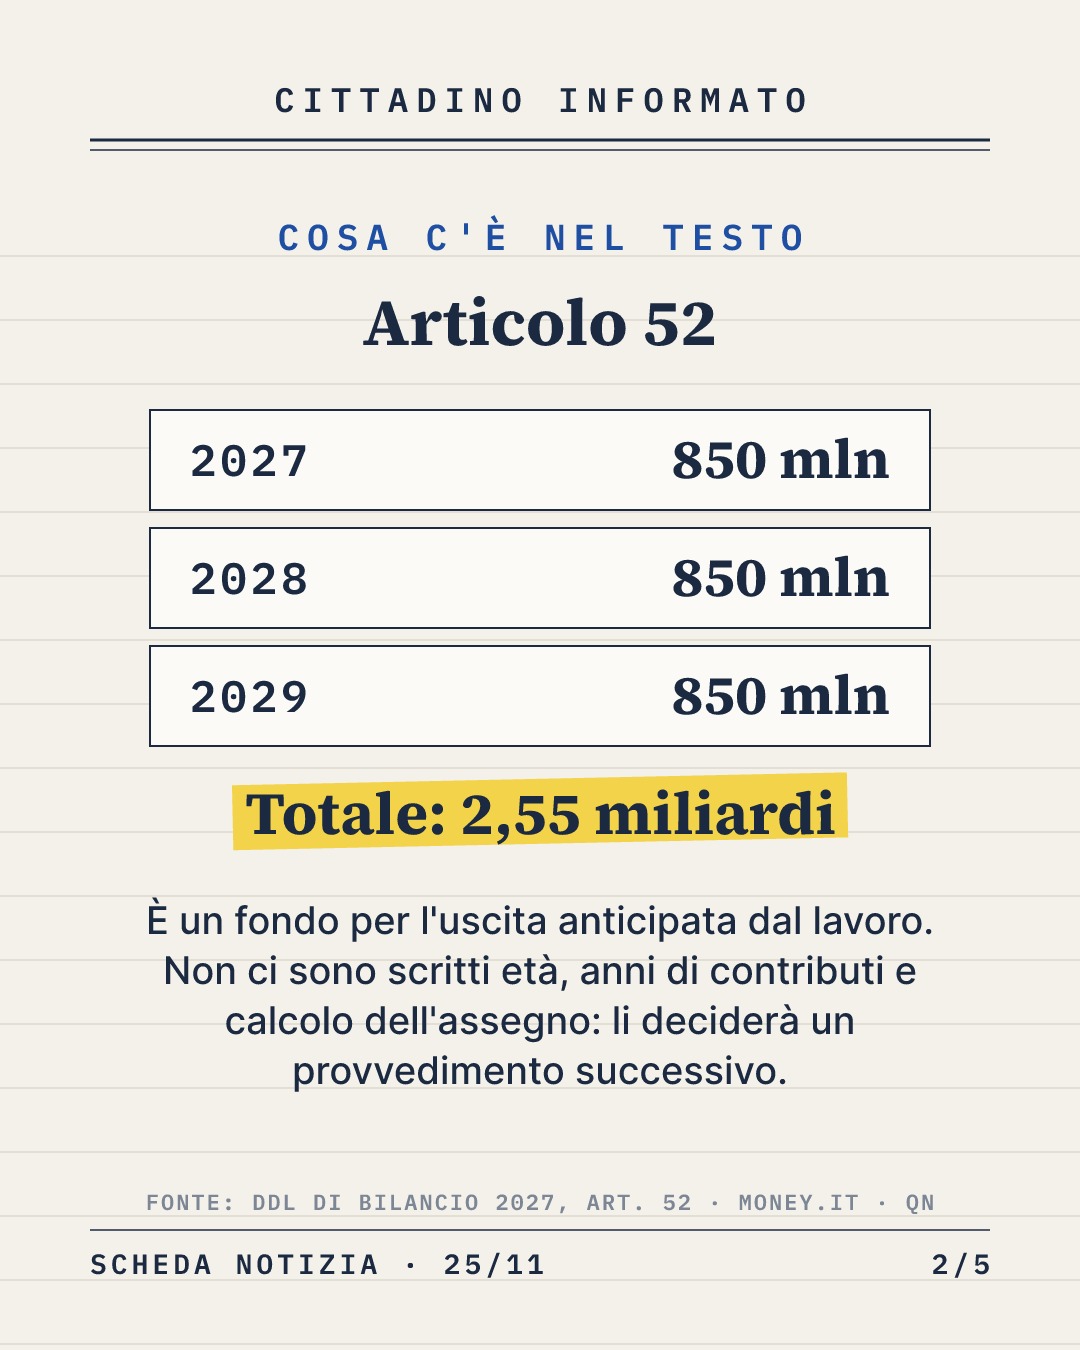 CITTADINO INFORMATO
COSA C'È NEL TESTO
Articolo 52
2027 850 mln
2028 850 mln
2029 850 mln
Totale: 2,55 miliardi
È un fondo per l'uscita anticipata dal lavoro.
Non ci sono scritti età, anni di contributi e
calcolo dell'assegno: li deciderà un
provvedimento successivo.
FONTE: DDL DI BILANCIO 2027, ART. 52 · MONEY.IT · QN
SCHEDA NOTIZIA · 25/11 2/5